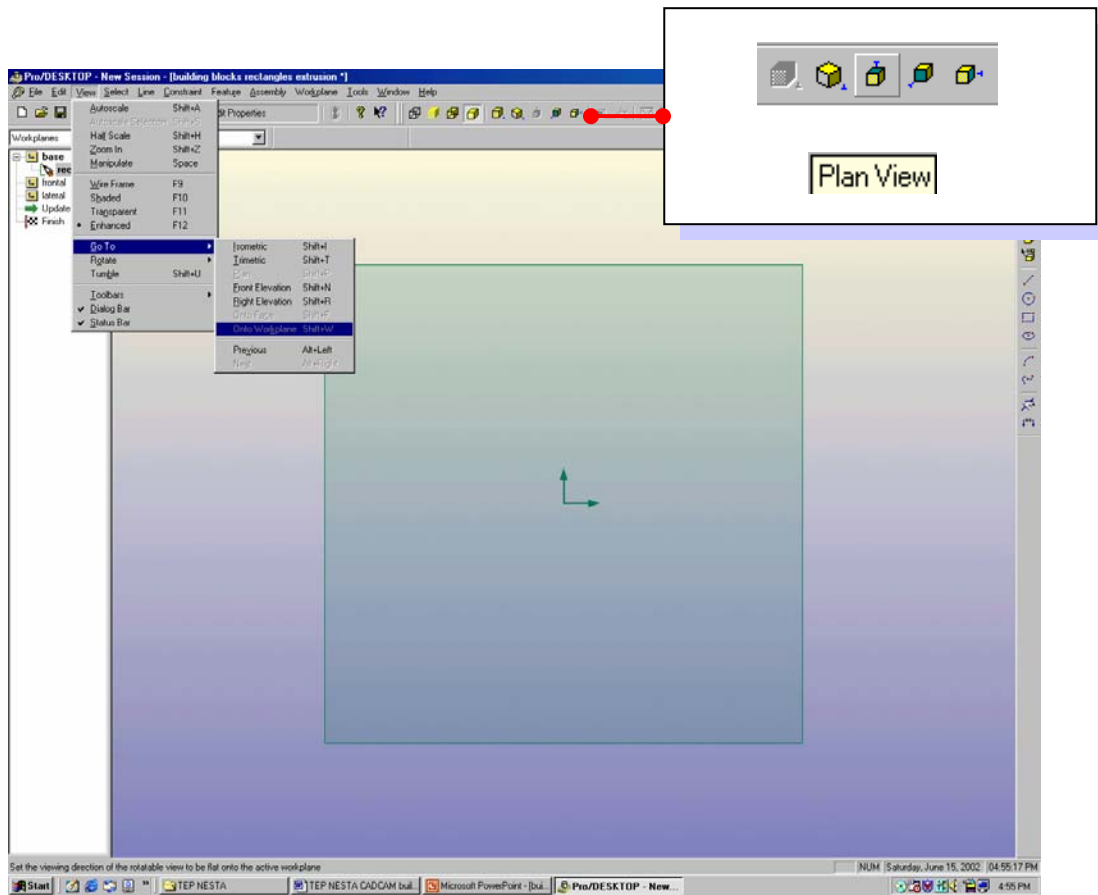 Plan View
Pro/DESKTOP - New Session - [building blocks rectangles extrusion *]
File Edit View Select Line Constraint Feature Assembly Workplane Tools Window Help
Properties
Workplanes
base
rec
frontal
lateral
Update
Finish
Autoscale Shift+A
Autoscale Selection Shift+S
Half Scale Shift+H
Zoom In Shift+Z
Manipulate Space
Wire Frame F9
Shaded F10
Transparent F11
Enhanced F12
Go To
Rotate
Tumble Shift+U
Toolbars
Dialog Bar
Status Bar
Isometric Shift+I
Trimetric Shift+T
Plan Shift+P
Front Elevation Shift+N
Right Elevation Shift+R
Onto Face Shift+F
Onto Workplane Shift+W
Previous Alt+Left
Next Alt+Right
Set the viewing direction of the rotatable view to be flat onto the active workplane
NUM Saturday, June 15, 2002 04:55:17 PM
Start
TEP NESTA
TEP NESTA CADCAM bui...
Microsoft PowerPoint - [bui...
Pro/DESKTOP - New...
4:55 PM